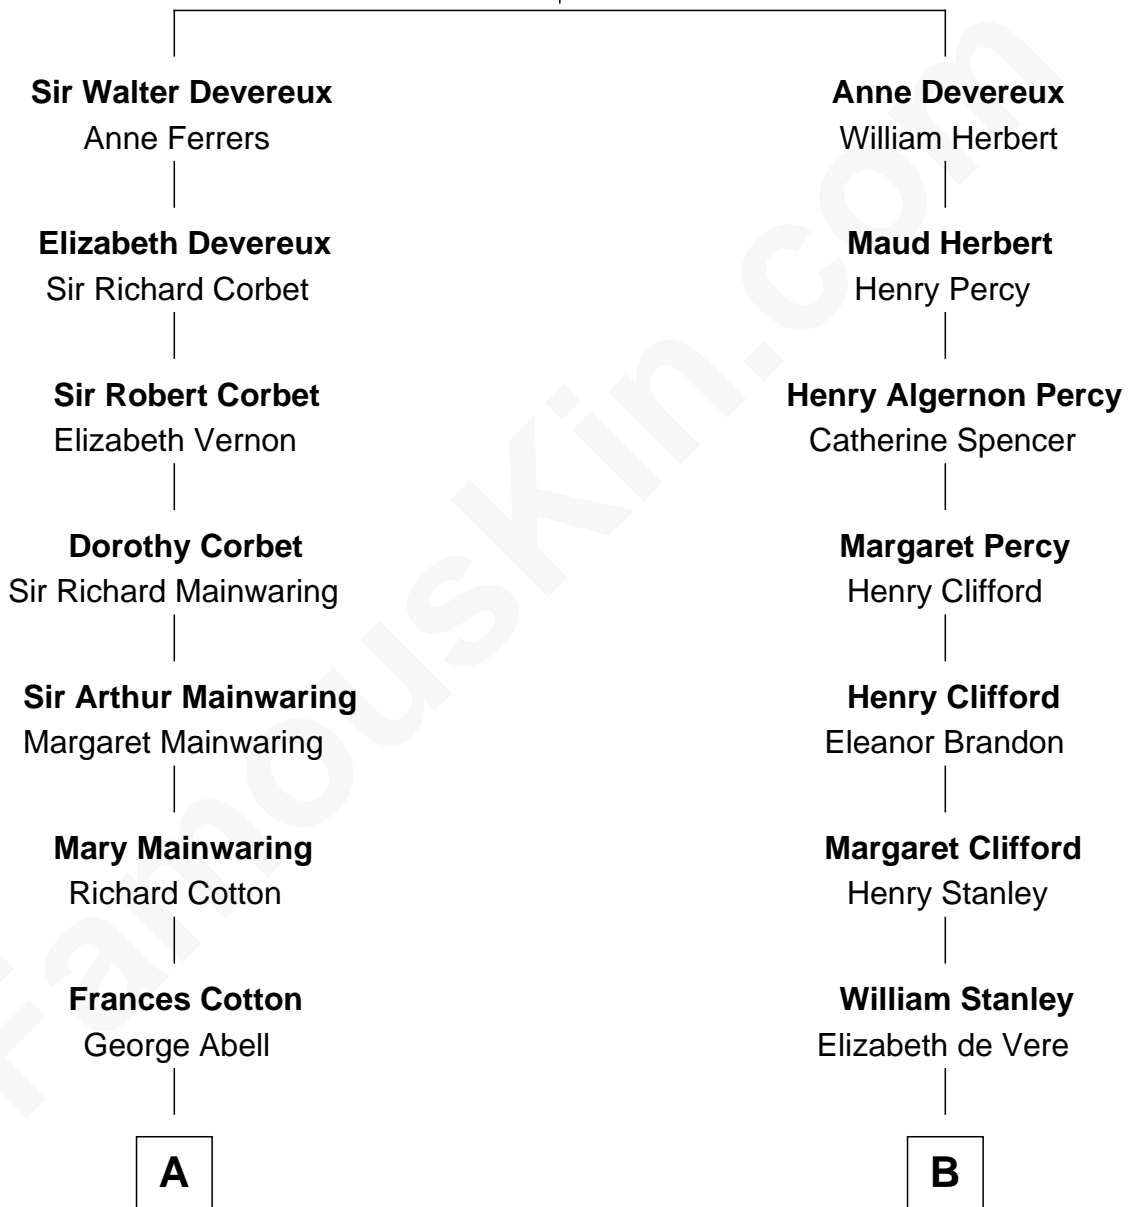 Sir Walter Devereux
Anne Ferrers
Elizabeth Devereux
Sir Richard Corbet
Sir Robert Corbet
Elizabeth Vernon
Dorothy Corbet
Sir Richard Mainwaring
Sir Arthur Mainwaring
Margaret Mainwaring
Mary Mainwaring
Richard Cotton
Frances Cotton
George Abell
A
Anne Devereux
William Herbert
Maud Herbert
Henry Percy
Henry Algernon Percy
Catherine Spencer
Margaret Percy
Henry Clifford
Henry Clifford
Eleanor Brandon
Margaret Clifford
Henry Stanley
William Stanley
Elizabeth de Vere
B
FamousKin.com